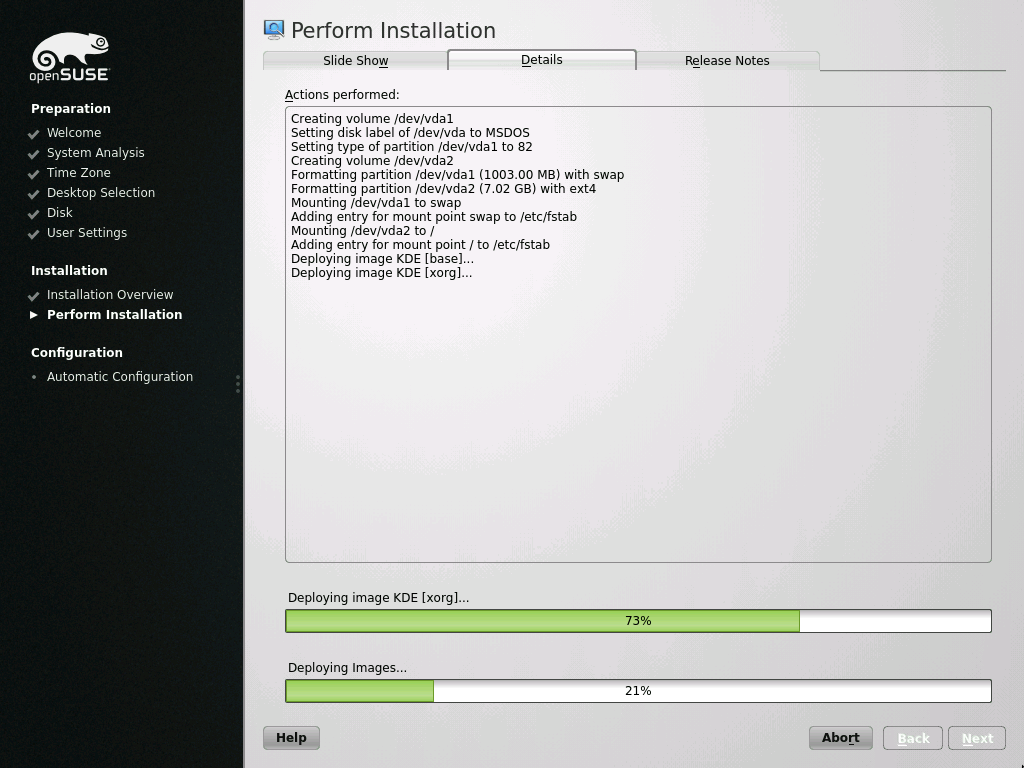 openSUSE
Preparation
Welcome
System Analysis
Time Zone
Desktop Selection
Disk
User Settings
Installation
Installation Overview
Perform Installation
Configuration
Automatic Configuration
Perform Installation
Slide Show
Details
Release Notes
Actions performed:
Creating volume /dev/vda1
Setting disk label of /dev/vda to MSDOS
Setting type of partition /dev/vda1 to 82
Creating volume /dev/vda2
Formatting partition /dev/vda1 (1003.00 MB) with swap
Formatting partition /dev/vda2 (7.02 GB) with ext4
Mounting /dev/vda1 to swap
Adding entry for mount point swap to /etc/fstab
Mounting /dev/vda2 to /
Adding entry for mount point / to /etc/fstab
Deploying image KDE [base]...
Deploying image KDE [xorg]...
Deploying image KDE [xorg]...
73%
Deploying Images...
21%
Help
Abort
Back
Next